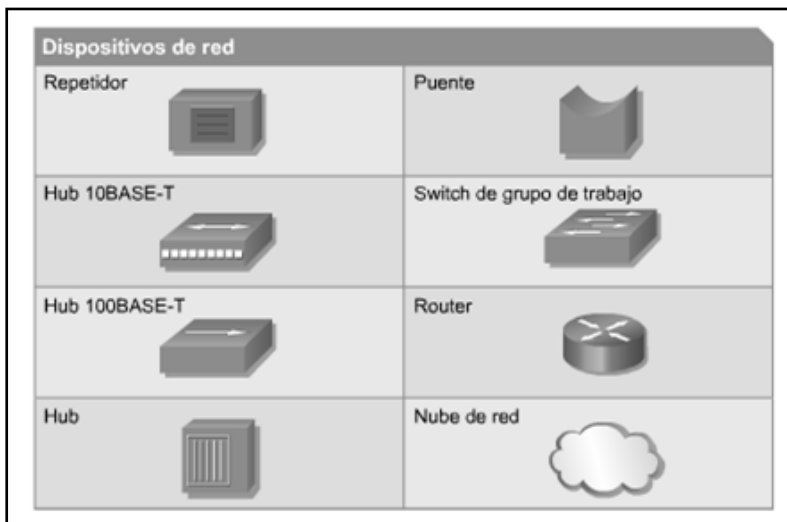 Dispositivos de red
Repetidor
Puente
Hub 10BASE-T
Switch de grupo de trabajo
Hub 100BASE-T
Router
Hub
Nube de red